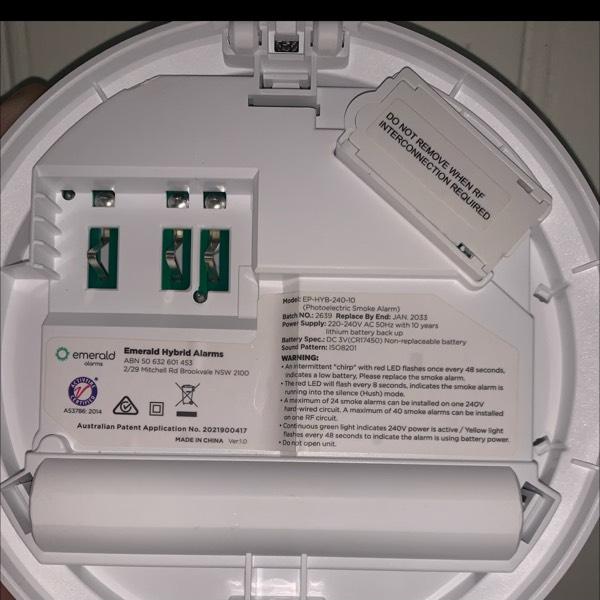 DO NOT REMOVE WHEN RF
INTERCONNECTION REQUIRED
Model: EP-HYB-240-10
(Photoelectric Smoke Alarm)
Batch NO.: 2639 Replace By End: JAN. 2033
Power Supply: 220-240V AC 50Hz with 10 years
lithium battery back up
Battery Spec.: DC 3V(CR17450) Non-replaceable battery
Sound Pattern: ISO8201
WARNING:
• An intermittent "chirp" with red LED flashes once every 48 seconds,
indicates a low battery, Please replace the smoke alarm.
• The red LED will flash every 8 seconds, indicates the smoke alarm is
running into the silence (Hush) mode.
• A maximum of 24 smoke alarms can be installed on one 240V
hard-wired circuit. A maximum of 40 smoke alarms can be installed
on one RF circuit.
• Continuous green light indicates 240V power is active / Yellow light
flashes every 48 seconds to indicate the alarm is using battery power.
• Do not open unit.
emerald
alarms
Emerald Hybrid Alarms
ABN 50 632 601 453
2/29 Mitchell Rd Brookvale NSW 2100
ACTIVFIRE
CERTIFIED
AS3786: 2014
Australian Patent Application No. 2021900417
MADE IN CHINA Ver:1.0